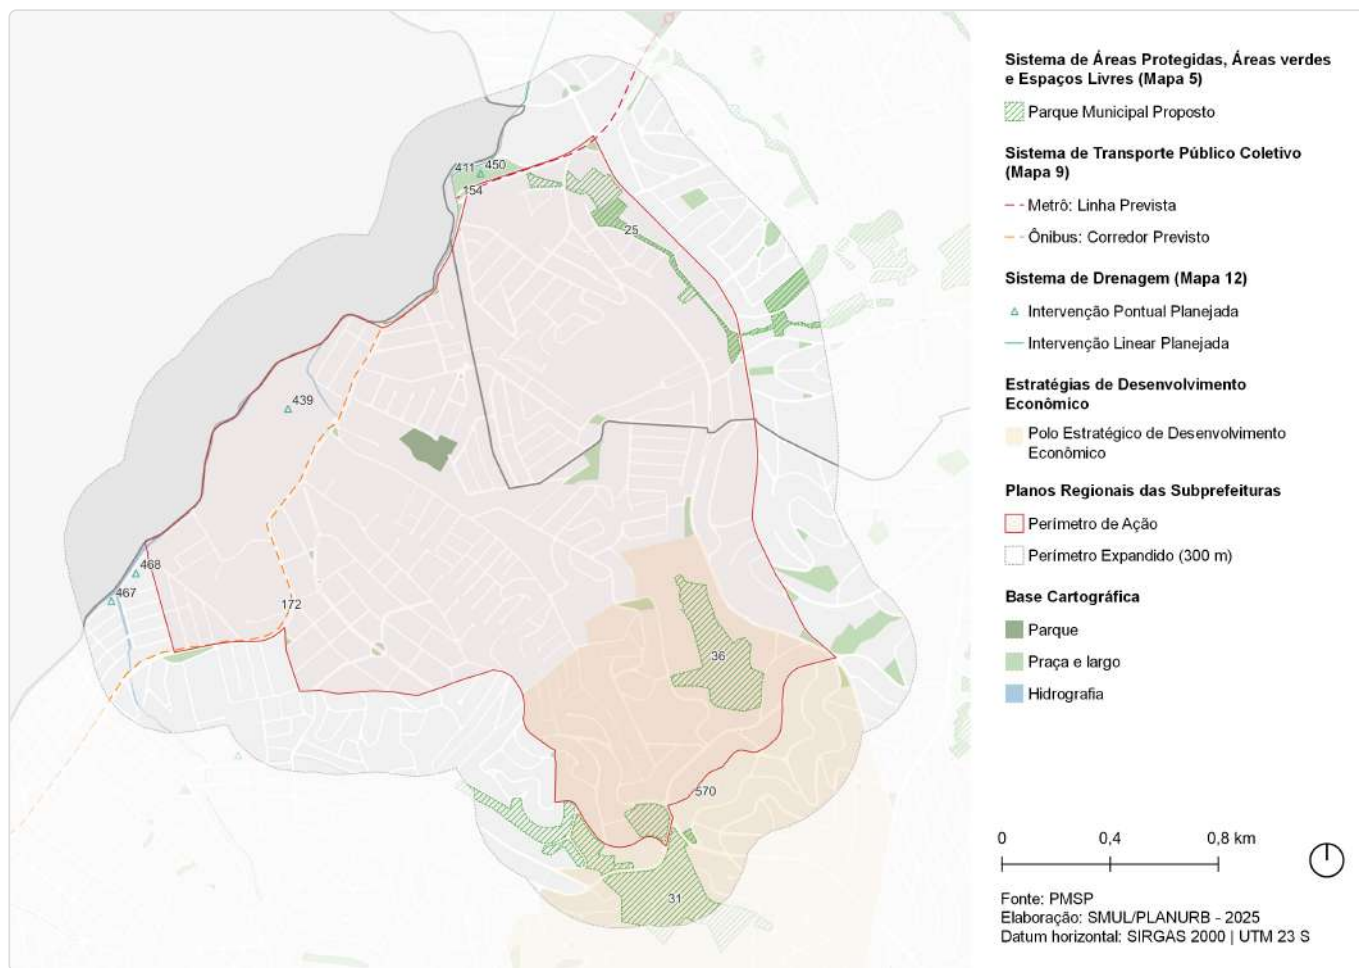 Sistema de Áreas Protegidas, Áreas verdes
e Espaços Livres (Mapa 5)
Parque Municipal Proposto
Sistema de Transporte Público Coletivo
(Mapa 9)
Metrô: Linha Prevista
Ônibus: Corredor Previsto
Sistema de Drenagem (Mapa 12)
Intervenção Pontual Planejada
Intervenção Linear Planejada
Estratégias de Desenvolvimento
Econômico
Polo Estratégico de Desenvolvimento
Econômico
Planos Regionais das Subprefeituras
Perímetro de Ação
Perímetro Expandido (300 m)
Base Cartográfica
Parque
Praça e largo
Hidrografia
0 0,4 0,8 km
Fonte: PMSP
Elaboração: SMUL/PLANURB - 2025
Datum horizontal: SIRGAS 2000 | UTM 23 S
411 450
154
25
439
468
467
172
36
570
31